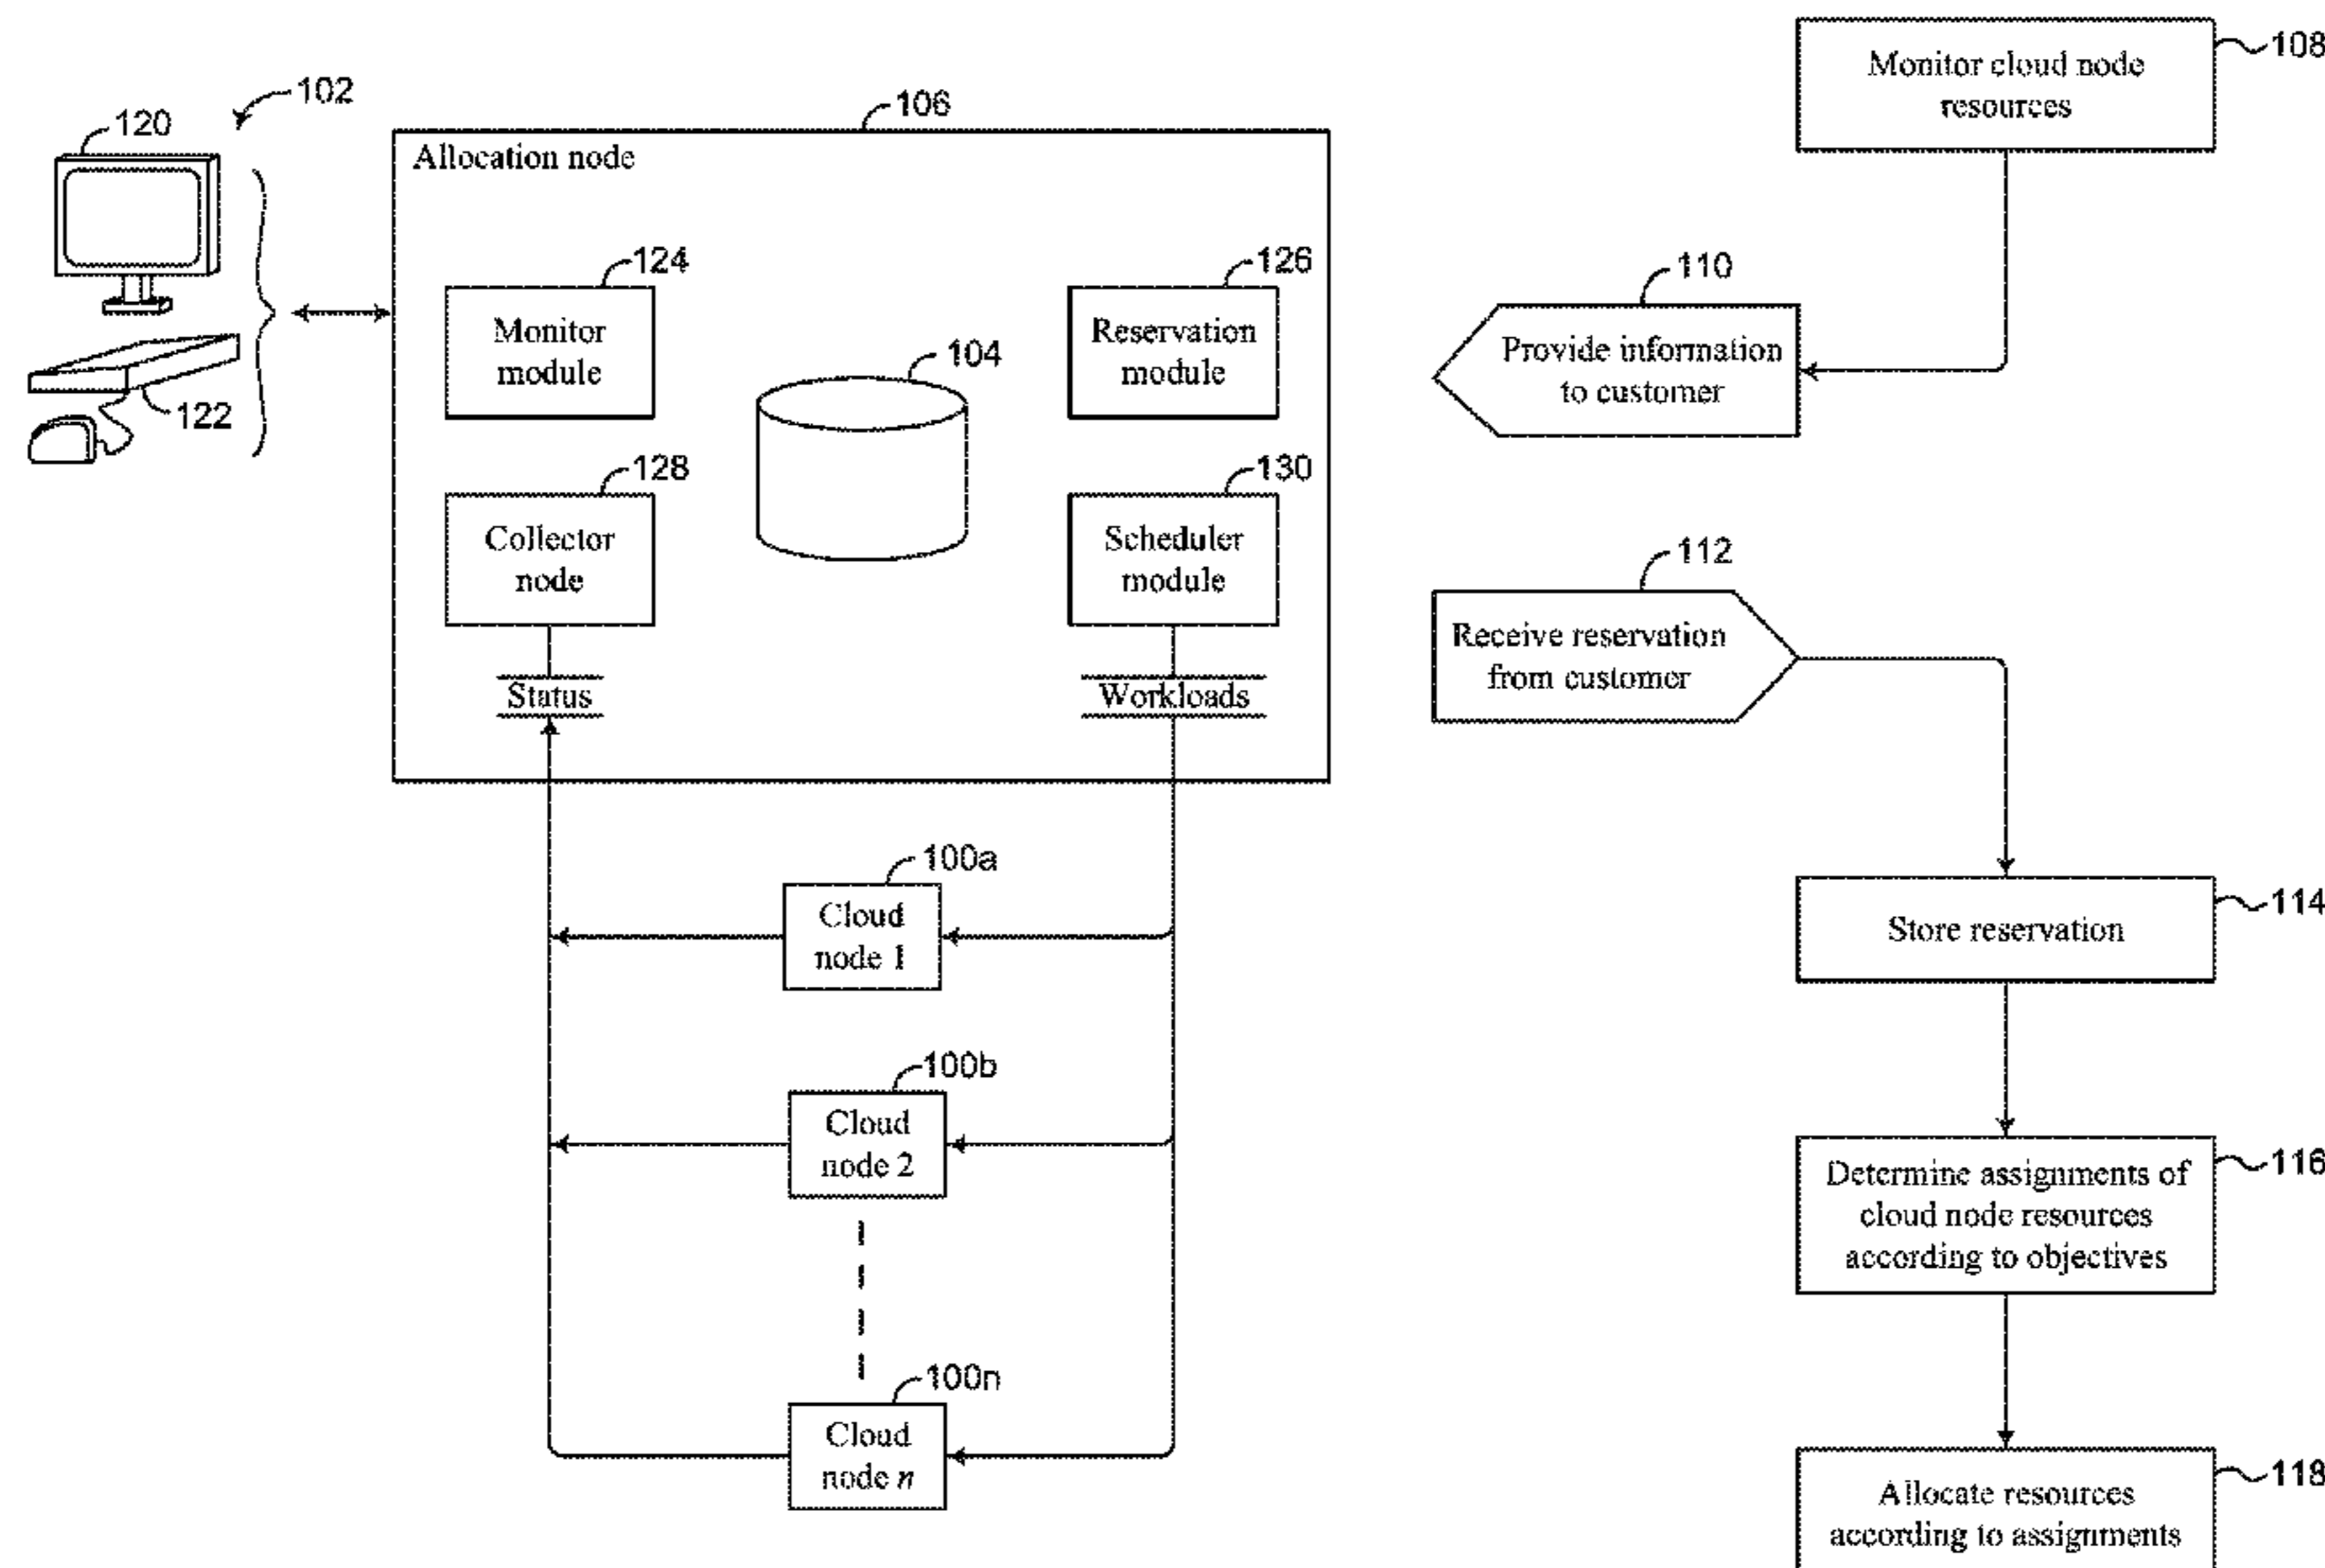 102
120
122
106
Allocation node
124
Monitor
module
104
126
Reservation
module
128
Collector
node
130
Scheduler
module
Status
Workloads
100a
Cloud
node 1
100b
Cloud
node 2
100n
Cloud
node n
108
Monitor cloud node
resources
110
Provide information
to customer
112
Receive reservation
from customer
114
Store reservation
116
Determine assignments of
cloud node resources
according to objectives
118
Allocate resources
according to assignments